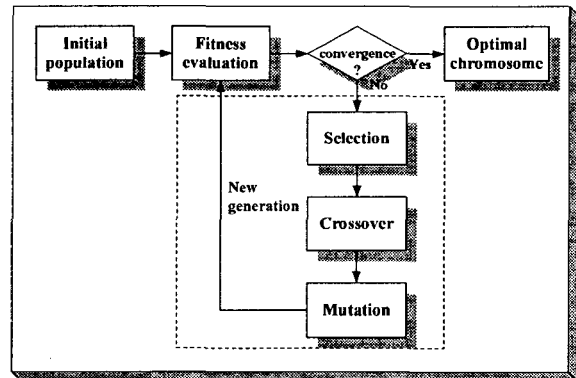 Initial
population
Fitness
evaluation
convergence
?
Yes
No
Optimal
chromosome
Selection
New
generation
Crossover
Mutation